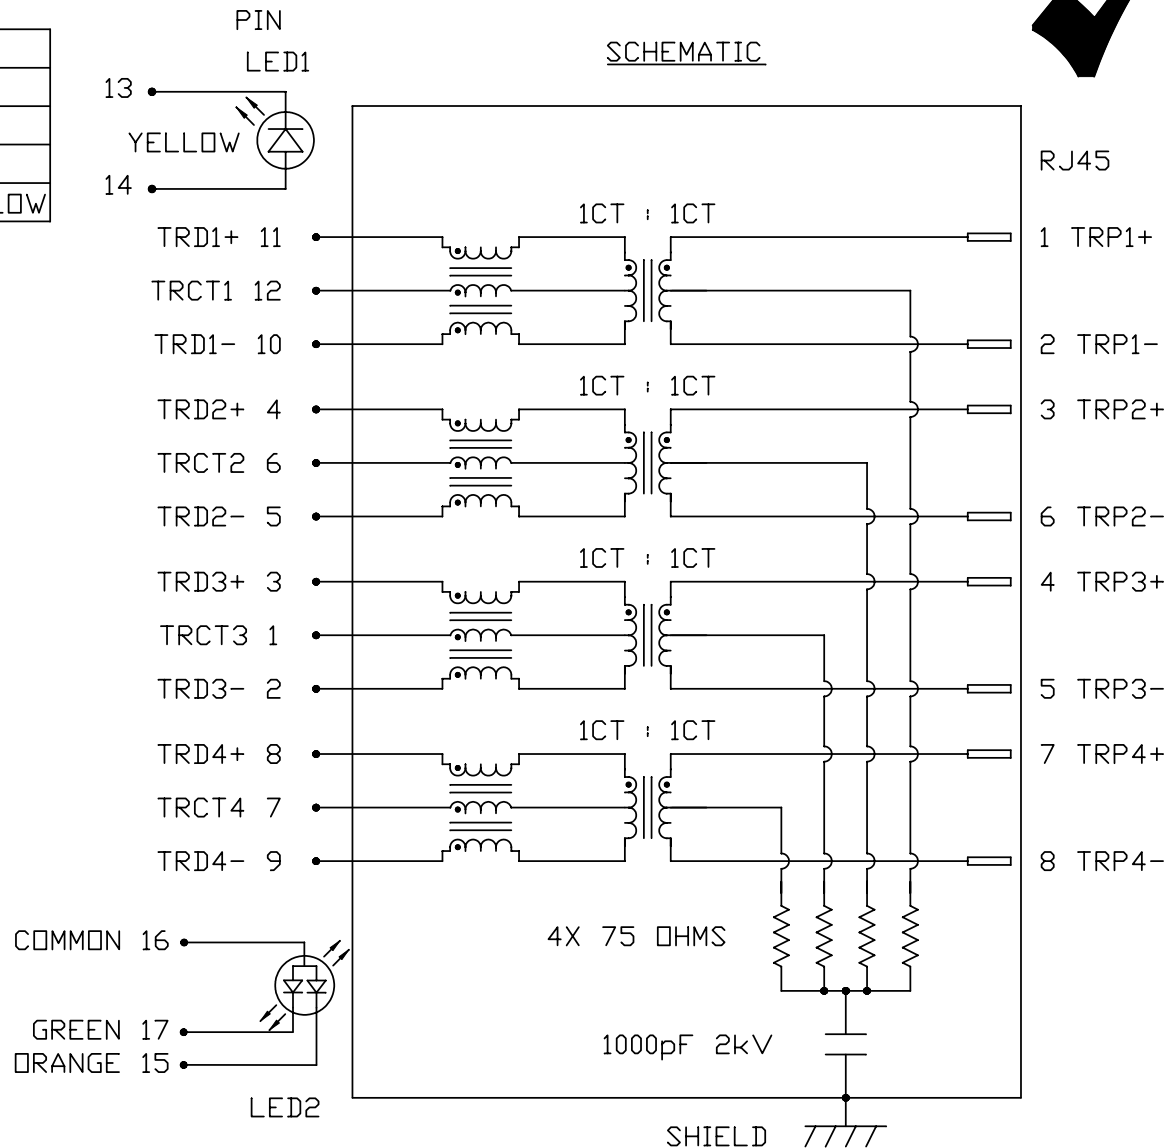 PIN
LED1
SCHEMATIC
13
YELLOW
14
RJ45
1CT : 1CT
TRD1+ 11
1 TRP1+
TRCT1 12
TRD1- 10
2 TRP1-
1CT : 1CT
TRD2+ 4
3 TRP2+
TRCT2 6
TRD2- 5
6 TRP2-
1CT : 1CT
TRD3+ 3
4 TRP3+
TRCT3 1
TRD3- 2
5 TRP3-
1CT : 1CT
TRD4+ 8
7 TRP4+
TRCT4 7
TRD4- 9
8 TRP4-
COMMON 16
4X 75 OHMS
GREEN 17
1000pF 2kV
ORANGE 15
LED2
SHIELD